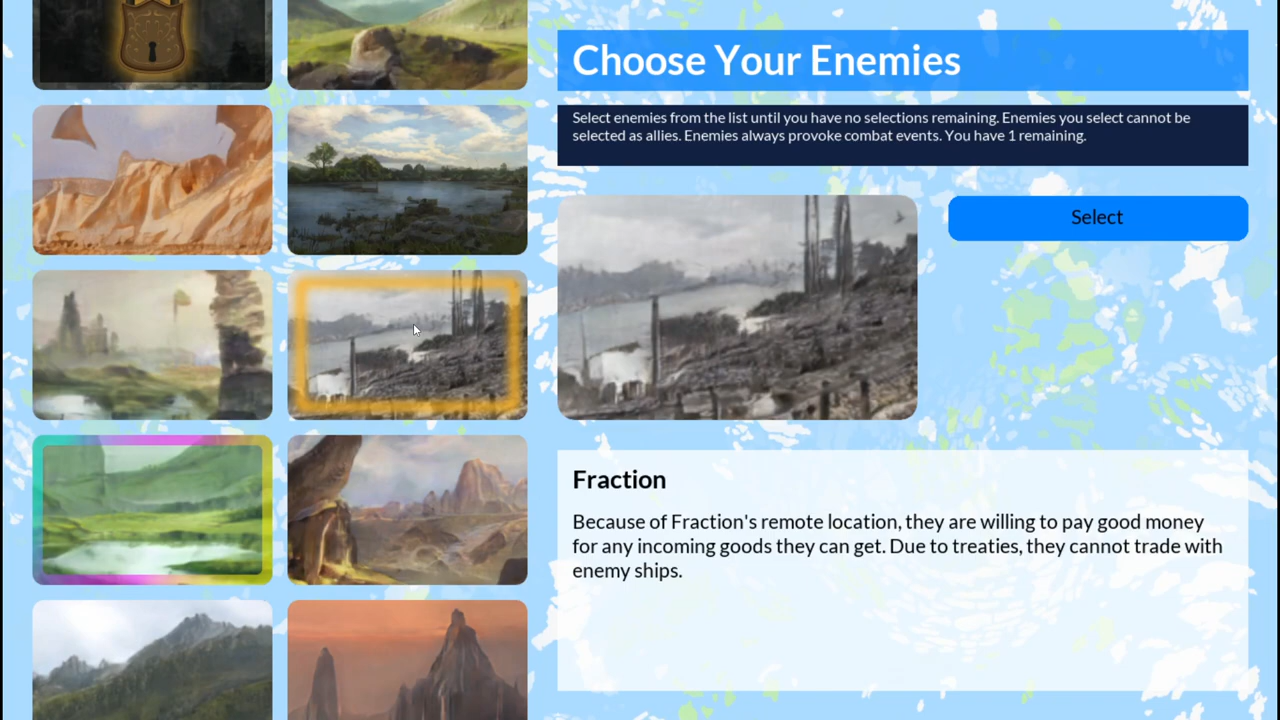 Choose Your Enemies
Select enemies from the list until you have no selections remaining. Enemies you select cannot be
selected as allies. Enemies always provoke combat events. You have 1 remaining.
Select
Fraction
Because of Fraction's remote location, they are willing to pay good money
for any incoming goods they can get. Due to treaties, they cannot trade with
enemy ships.